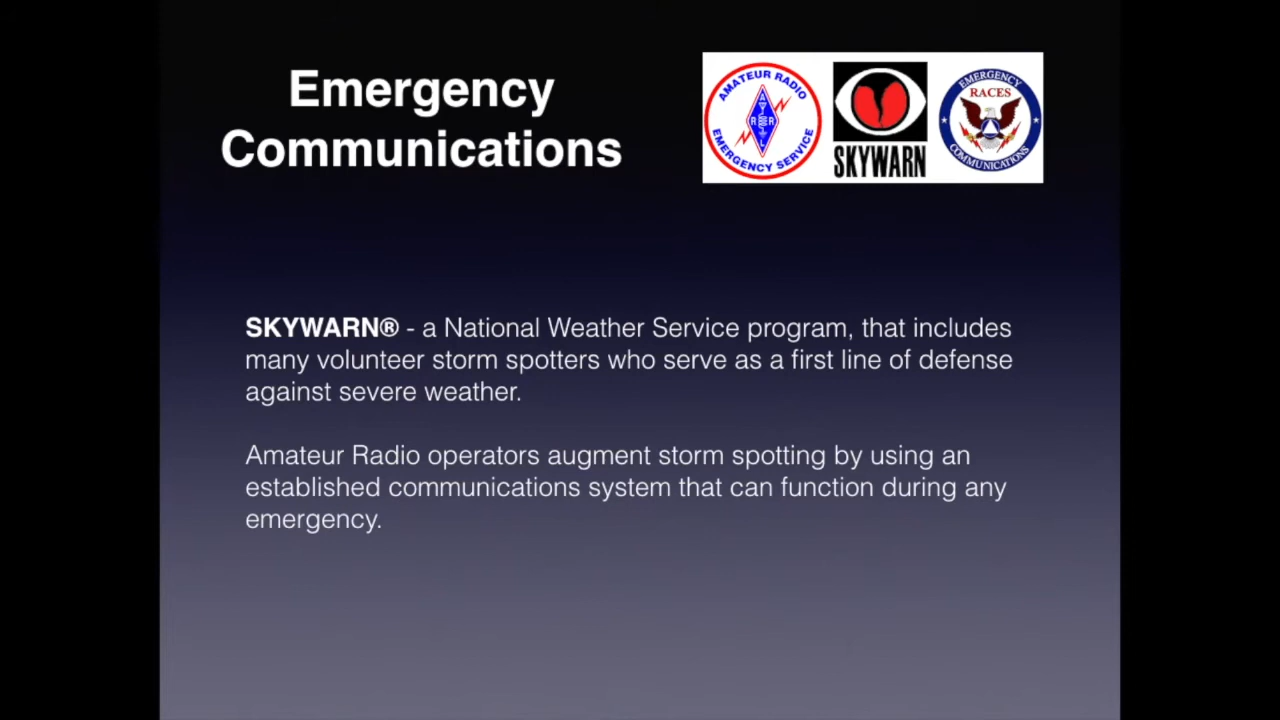 Emergency
Communications
AMATEUR RADIO
ARRL
EMERGENCY SERVICE
SKYWARN
EMERGENCY
RACES
COMMUNICATIONS
SKYWARN® - a National Weather Service program, that includes
many volunteer storm spotters who serve as a first line of defense
against severe weather.
Amateur Radio operators augment storm spotting by using an
established communications system that can function during any
emergency.